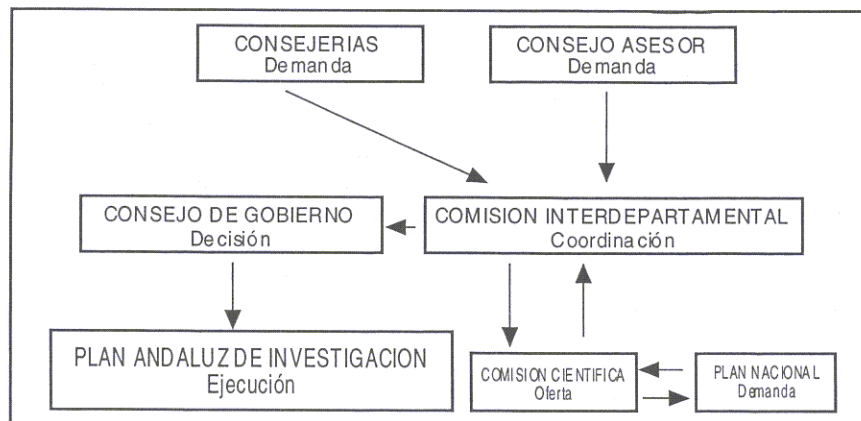 CONSEJERIAS
Demanda
CONSEJO ASESOR
Demanda
CONSEJO DE GOBIERNO
Decisión
COMISION INTERDEPARTAMENTAL
Coordinación
PLAN ANDALUZ DE INVESTIGACION
Ejecución
COMISION CIENTIFICA
Oferta
PLAN NACIONAL
Demanda